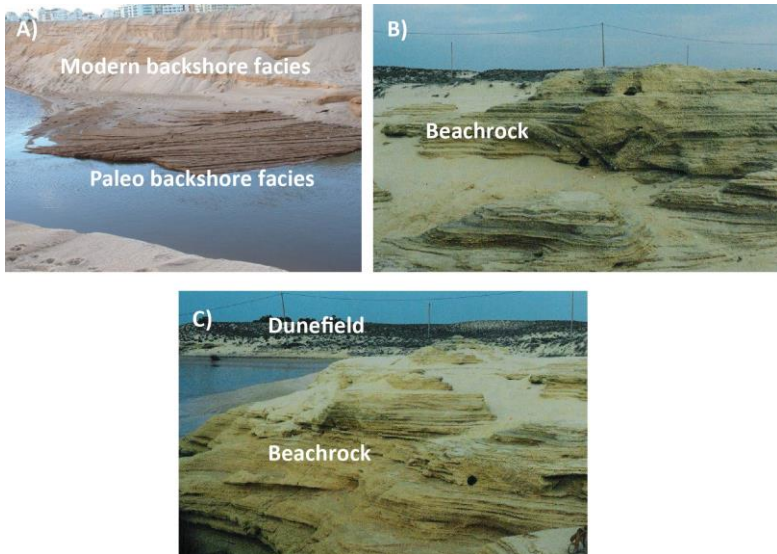 A)
Modern backshore facies
Paleo backshore facies
B)
Beachrock
C)
Dunefield
Beachrock